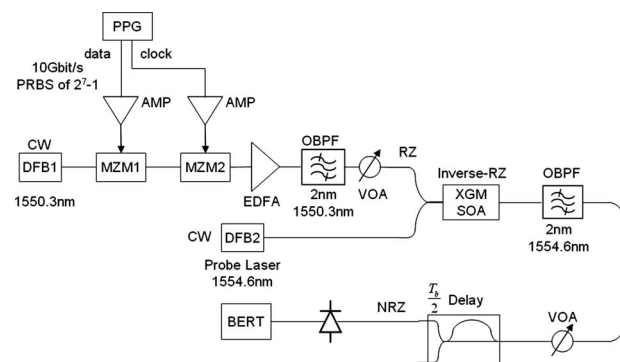 PPG
data
clock
10Gbit/s
PRBS of 2⁷-1
AMP
AMP
CW
DFB1
MZM1
MZM2
1550.3nm
EDFA
OBPF
2nm
1550.3nm
VOA
RZ
Inverse-RZ
XGM
SOA
OBPF
2nm
1554.6nm
CW
DFB2
Probe Laser
1554.6nm
BERT
NRZ
T_b/2 Delay
VOA